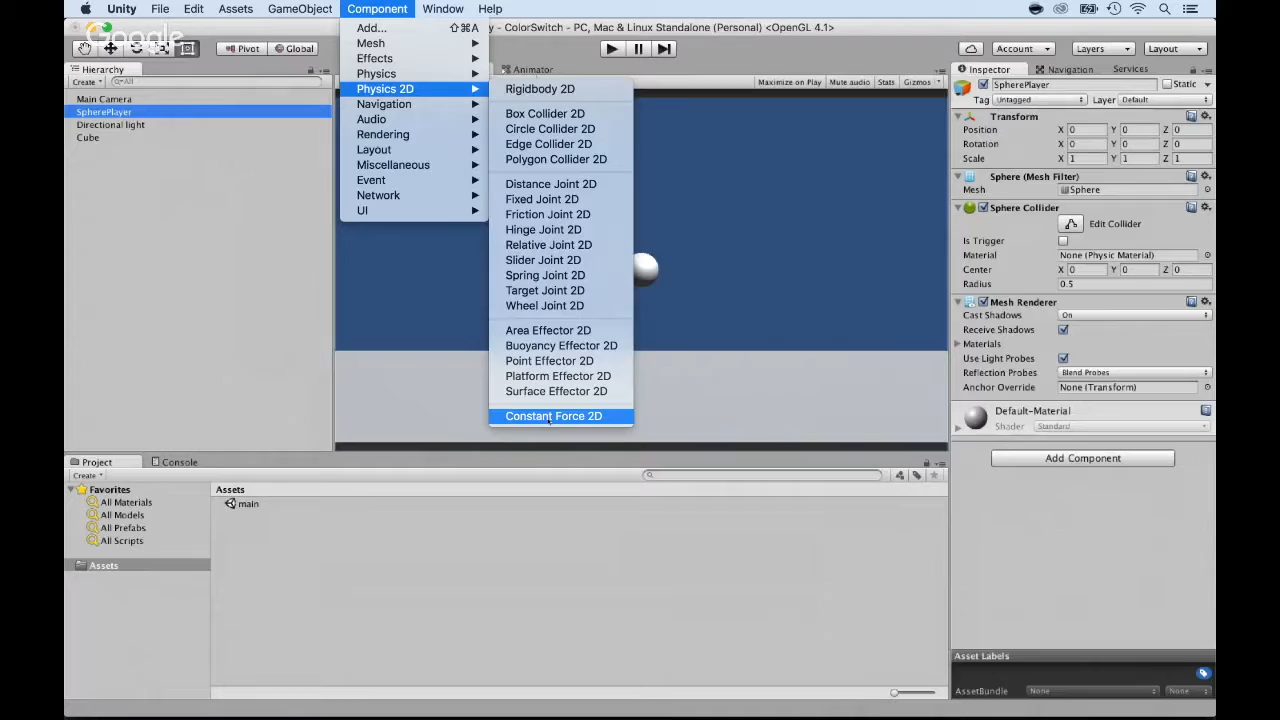 Unity File Edit Assets GameObject Component Window Help
Google
y - ColorSwitch - PC, Mac & Linux Standalone (Personal) <OpenGL 4.1>
Pivot Global
Account Layers Layout
Hierarchy
Create All
Main Camera
SpherePlayer
Directional light
Cube
Add... ⇧⌘A
Mesh
Effects
Physics
Physics 2D
Navigation
Audio
Rendering
Layout
Miscellaneous
Event
Network
UI
Animator
Maximize on Play Mute audio Stats Gizmos
Rigidbody 2D
Box Collider 2D
Circle Collider 2D
Edge Collider 2D
Polygon Collider 2D
Distance Joint 2D
Fixed Joint 2D
Friction Joint 2D
Hinge Joint 2D
Relative Joint 2D
Slider Joint 2D
Spring Joint 2D
Target Joint 2D
Wheel Joint 2D
Area Effector 2D
Buoyancy Effector 2D
Point Effector 2D
Platform Effector 2D
Surface Effector 2D
Constant Force 2D
Inspector Navigation Services
SpherePlayer Static
Tag Untagged Layer Default
Transform
Position X 0 Y 0 Z 0
Rotation X 0 Y 0 Z 0
Scale X 1 Y 1 Z 1
Sphere (Mesh Filter)
Mesh Sphere
Sphere Collider
Edit Collider
Is Trigger
Material None (Physic Material)
Center X 0 Y 0 Z 0
Radius 0.5
Mesh Renderer
Cast Shadows On
Receive Shadows
Materials
Use Light Probes
Reflection Probes Blend Probes
Anchor Override None (Transform)
Default-Material
Shader Standard
Add Component
Project Console
Create
Favorites
All Materials
All Models
All Prefabs
All Scripts
Assets
Assets
main
Asset Labels
AssetBundle None None